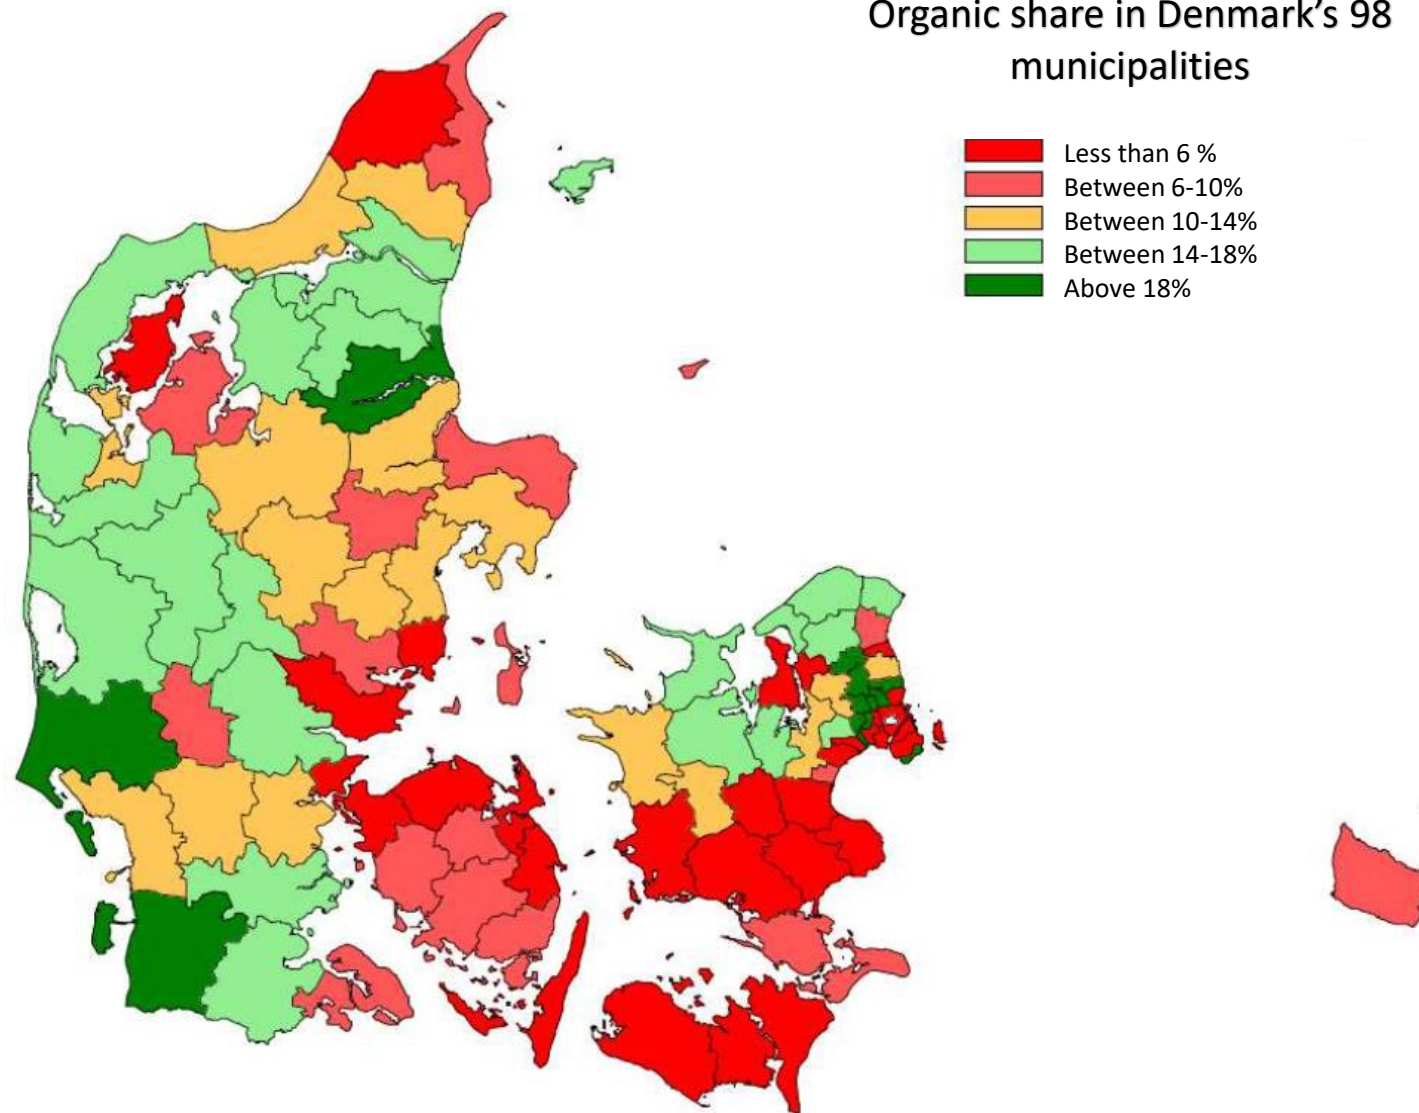 Organic share in Denmark’s 98
municipalities
Less than 6 %
Between 6-10%
Between 10-14%
Between 14-18%
Above 18%